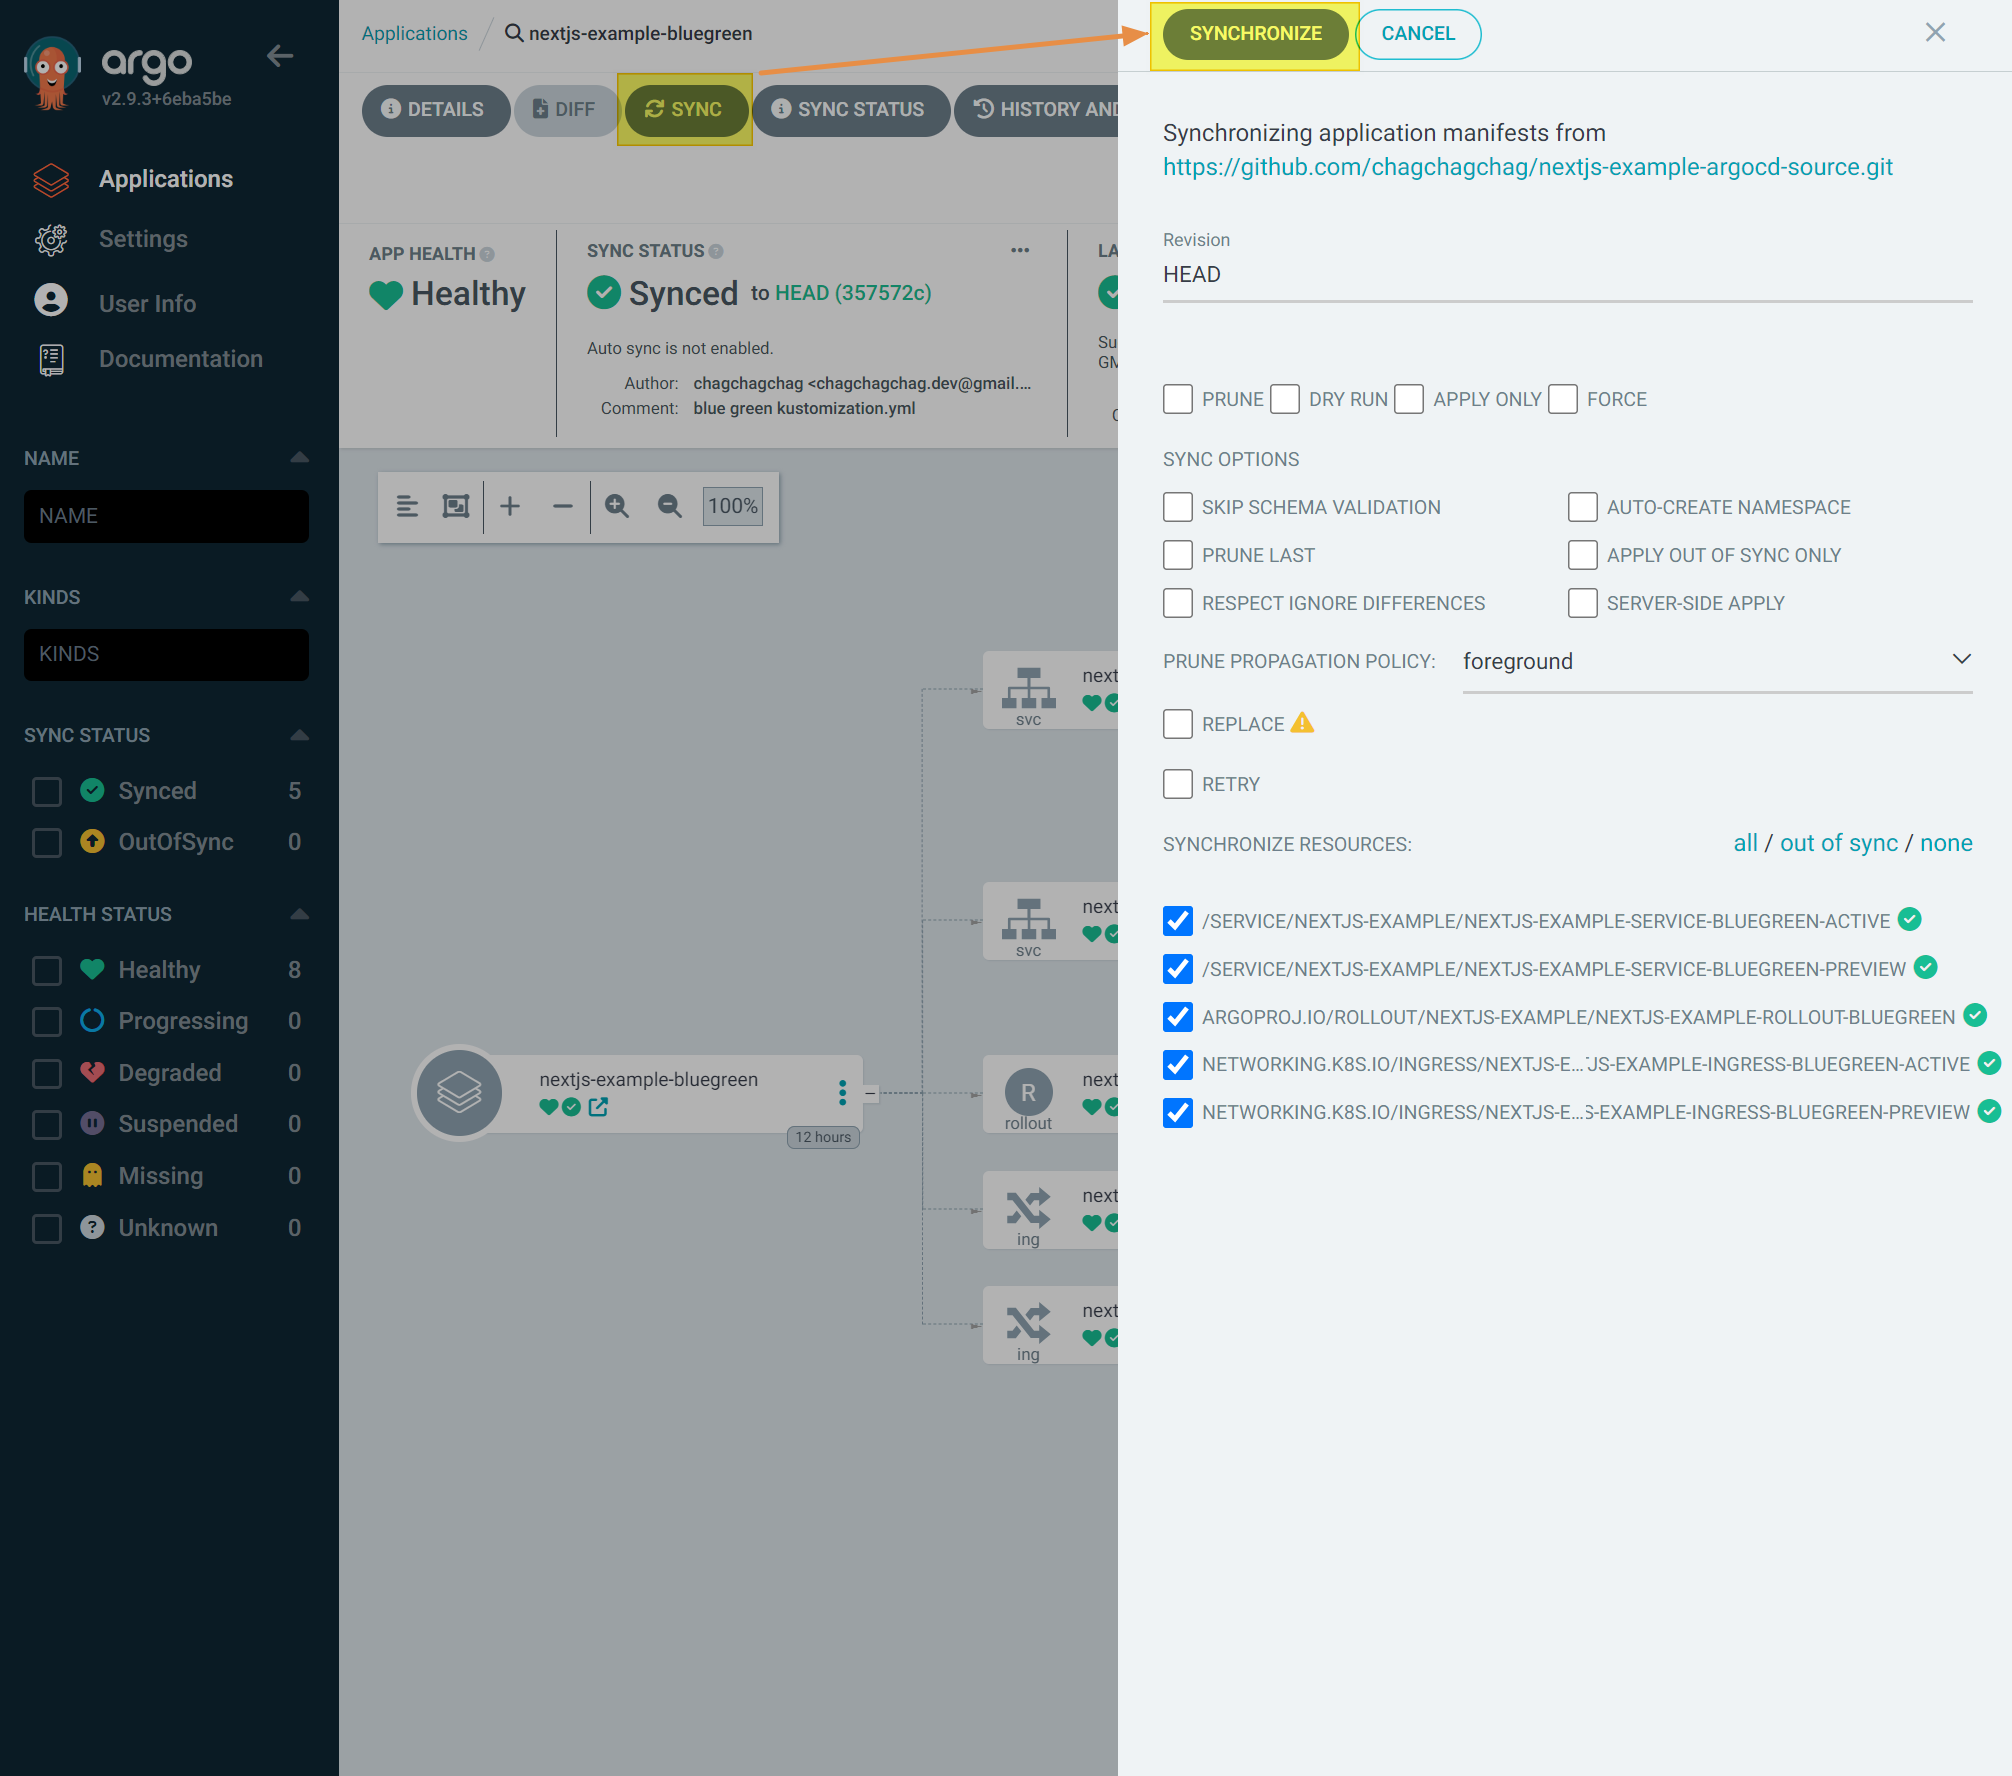 argo
v2.9.3+6eba5be
Applications
Settings
User Info
Documentation
NAME
NAME
KINDS
KINDS
SYNC STATUS
Synced 5
OutOfSync 0
HEALTH STATUS
Healthy 8
Progressing 0
Degraded 0
Suspended 0
Missing 0
Unknown 0
Applications / nextjs-example-bluegreen
DETAILS DIFF SYNC SYNC STATUS HISTORY AND
APP HEALTH
Healthy
SYNC STATUS
Synced to HEAD (357572c)
Auto sync is not enabled.
Author: chagchagchag <chagchagchag.dev@gmail....
Comment: blue green kustomization.yml
LA
Su
GM
100%
nextjs-example-bluegreen
12 hours
next
svc
next
svc
next
R
rollout
next
ing
next
ing
SYNCHRONIZE CANCEL
Synchronizing application manifests from
https://github.com/chagchagchag/nextjs-example-argocd-source.git
Revision
HEAD
PRUNE DRY RUN APPLY ONLY FORCE
SYNC OPTIONS
SKIP SCHEMA VALIDATION AUTO-CREATE NAMESPACE
PRUNE LAST APPLY OUT OF SYNC ONLY
RESPECT IGNORE DIFFERENCES SERVER-SIDE APPLY
PRUNE PROPAGATION POLICY: foreground
REPLACE
RETRY
SYNCHRONIZE RESOURCES: all / out of sync / none
/SERVICE/NEXTJS-EXAMPLE/NEXTJS-EXAMPLE-SERVICE-BLUEGREEN-ACTIVE
/SERVICE/NEXTJS-EXAMPLE/NEXTJS-EXAMPLE-SERVICE-BLUEGREEN-PREVIEW
ARGOPROJ.IO/ROLLOUT/NEXTJS-EXAMPLE/NEXTJS-EXAMPLE-ROLLOUT-BLUEGREEN
NETWORKING.K8S.IO/INGRESS/NEXTJS-E...JS-EXAMPLE-INGRESS-BLUEGREEN-ACTIVE
NETWORKING.K8S.IO/INGRESS/NEXTJS-E...S-EXAMPLE-INGRESS-BLUEGREEN-PREVIEW